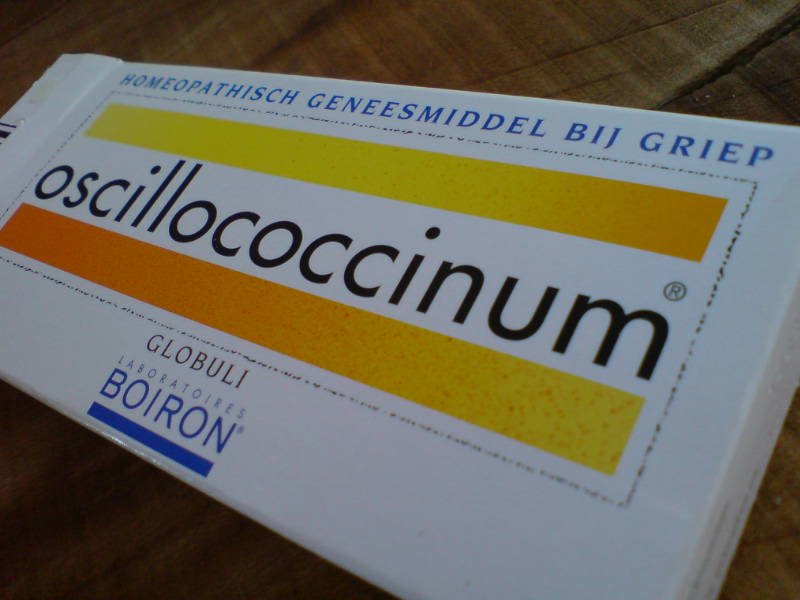 HOMEOPATHISCH GENEESMIDDEL BIJ GRIEP
oscillococcinum®
GLOBULI
LABORATOIRES
BOIRON®